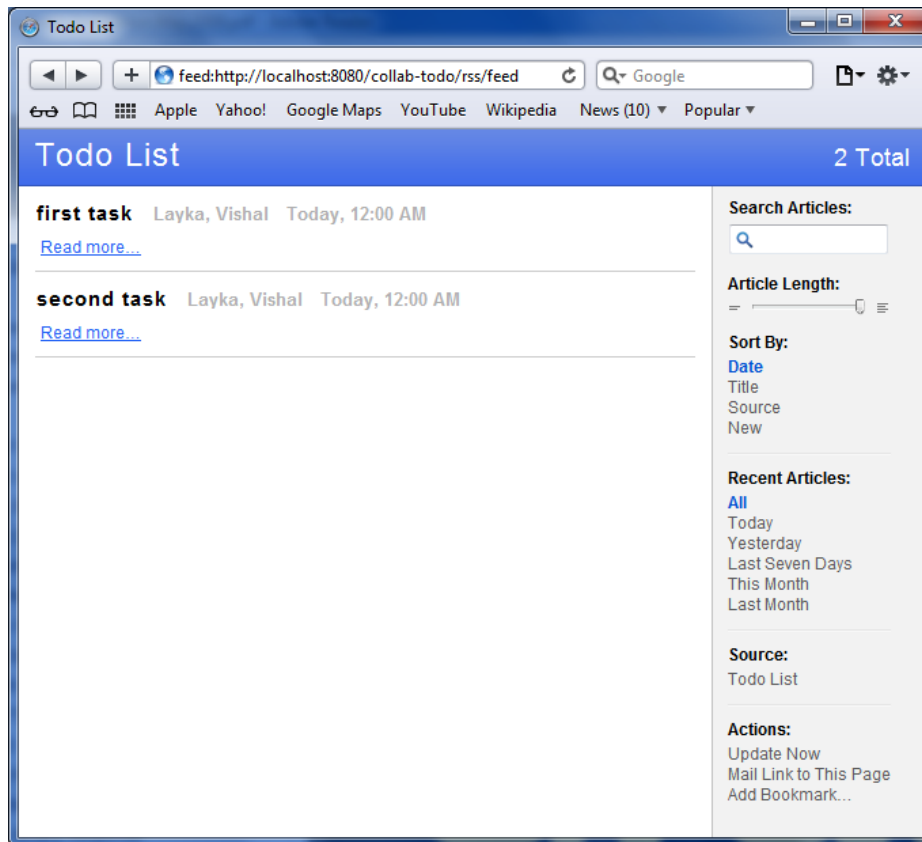 Todo List
feed:http://localhost:8080/collab-todo/rss/feed
Google
Apple Yahoo! Google Maps YouTube Wikipedia News (10) ▼ Popular ▼
Todo List
2 Total
first task Layka, Vishal Today, 12:00 AM
Read more...
second task Layka, Vishal Today, 12:00 AM
Read more...
Search Articles:
Article Length:
Sort By:
Date
Title
Source
New
Recent Articles:
All
Today
Yesterday
Last Seven Days
This Month
Last Month
Source:
Todo List
Actions:
Update Now
Mail Link to This Page
Add Bookmark...